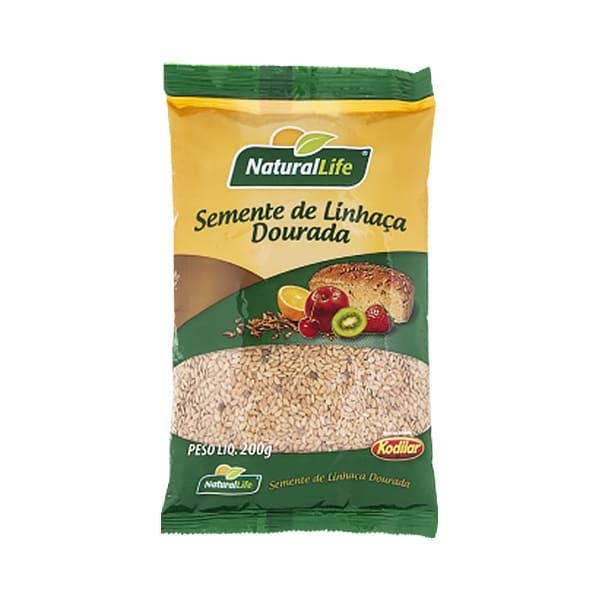 NaturalLife ®
Semente de Linhaça
Dourada
PESO LÍQ. 200g
Kodilar
NaturalLife
Semente de Linhaça Dourada